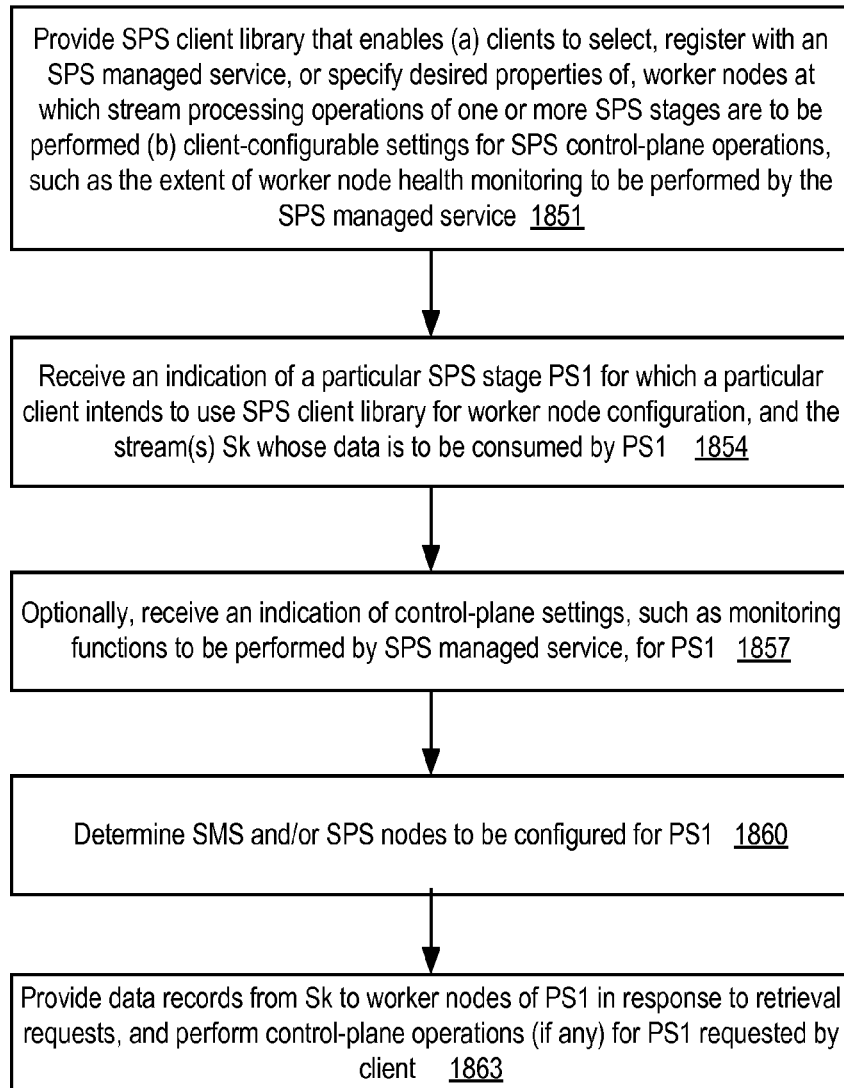 Provide SPS client library that enables (a) clients to select, register with an
SPS managed service, or specify desired properties of, worker nodes at
which stream processing operations of one or more SPS stages are to be
performed (b) client-configurable settings for SPS control-plane operations,
such as the extent of worker node health monitoring to be performed by the
SPS managed service 1851
Receive an indication of a particular SPS stage PS1 for which a particular
client intends to use SPS client library for worker node configuration, and the
stream(s) Sk whose data is to be consumed by PS1 1854
Optionally, receive an indication of control-plane settings, such as monitoring
functions to be performed by SPS managed service, for PS1 1857
Determine SMS and/or SPS nodes to be configured for PS1 1860
Provide data records from Sk to worker nodes of PS1 in response to retrieval
requests, and perform control-plane operations (if any) for PS1 requested by
client 1863